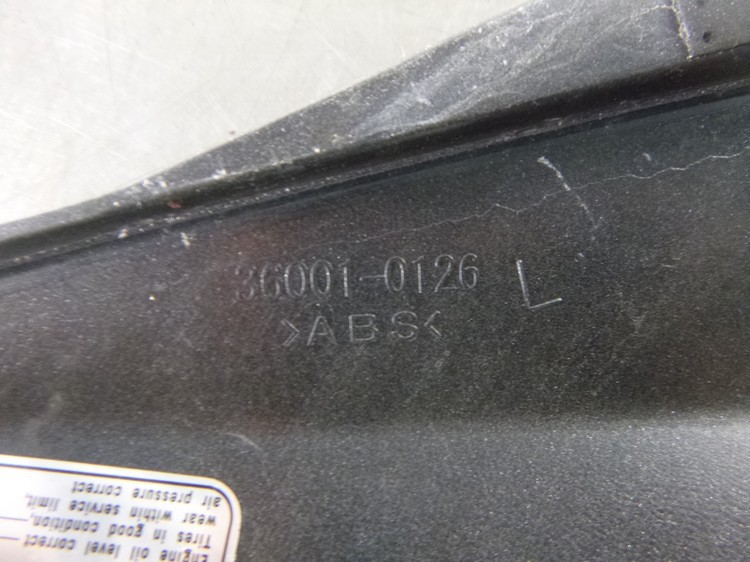 36001-0126 L
>ABS<
Engine oil level correct
Tires in good condition,
wear within service limit,
air pressure correct